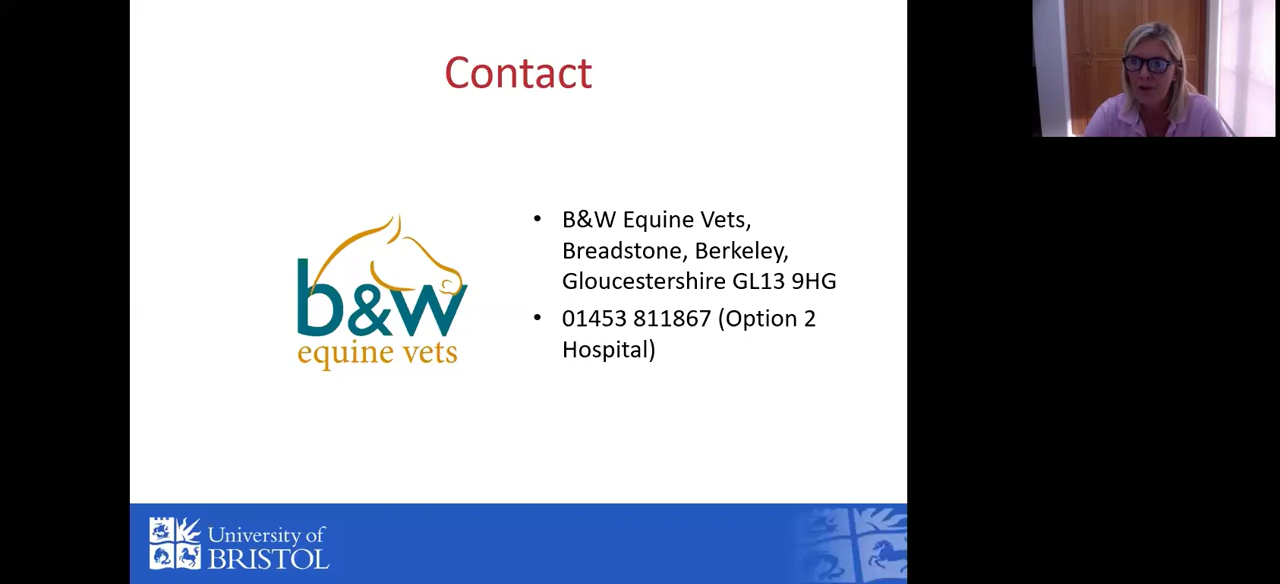 Contact
b&w
equine vets
• B&W Equine Vets,
Breadstone, Berkeley,
Gloucestershire GL13 9HG
• 01453 811867 (Option 2
Hospital)
University of
BRISTOL